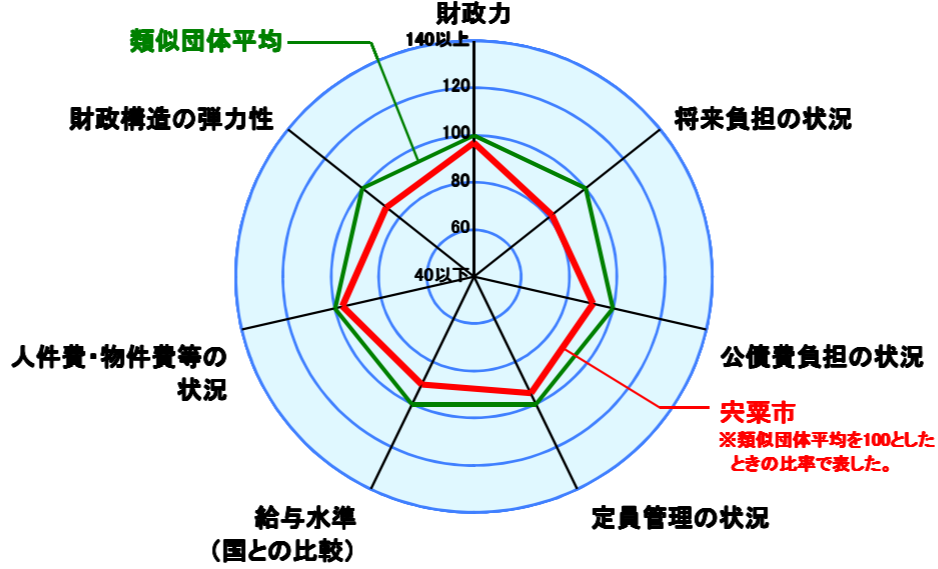 財政力
類似団体平均
140以上
120
100
80
60
40以下
財政構造の弾力性
将来負担の状況
人件費・物件費等の
状況
公債費負担の状況
宍粟市
※類似団体平均を100とした
ときの比率で表した。
給与水準
（国との比較）
定員管理の状況